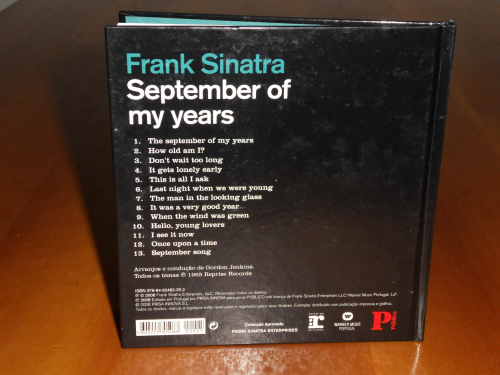 Frank Sinatra
September of
my years
1. The september of my years
2. How old am I?
3. Don't wait too long
4. It gets lonely early
5. This is all I ask
6. Last night when we were young
7. The man in the looking glass
8. It was a very good year
9. When the wind was green
10. Hello, young lovers
11. I see it now
12. Once upon a time
13. September song
Arranjos e condução de Gordon Jenkins.
Todos os temas ℗ 1965 Reprise Records
Colecção Aprovada
FRANK SINATRA ENTERPRISES
WARNER MUSIC
PORTUGAL
P
Público